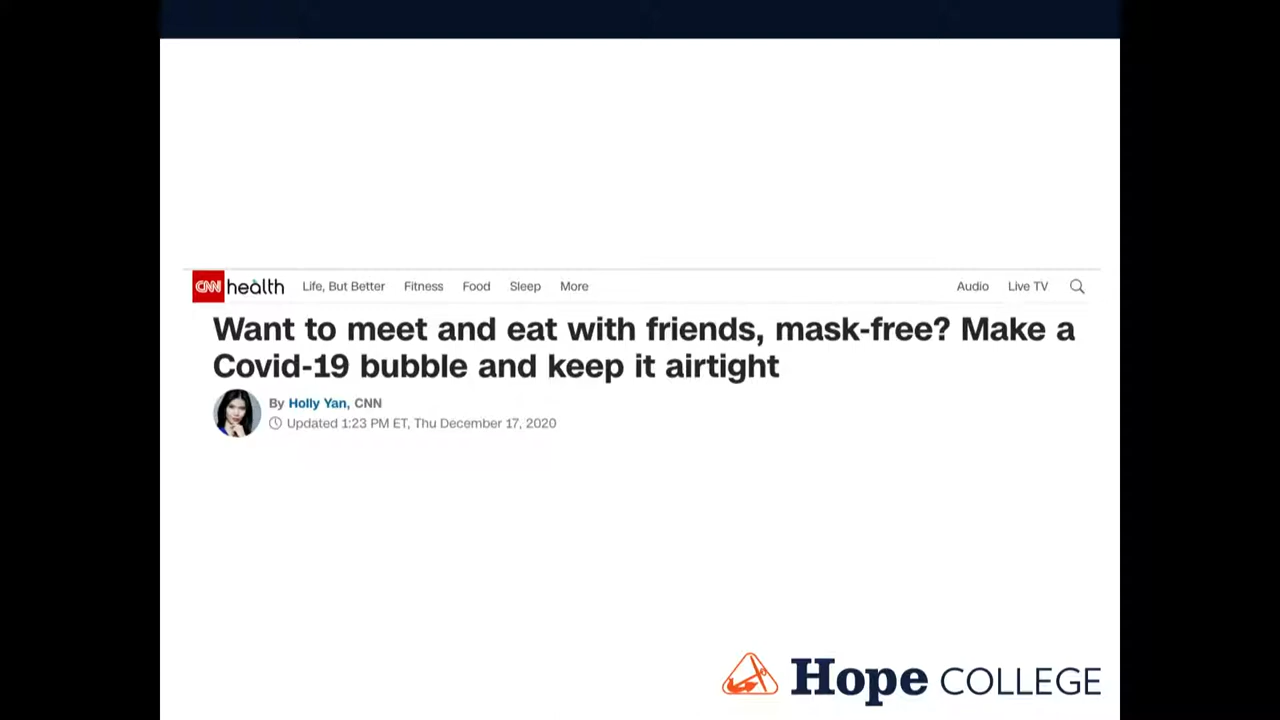 CNN health Life, But Better Fitness Food Sleep More Audio Live TV
Want to meet and eat with friends, mask-free? Make a
Covid-19 bubble and keep it airtight
By Holly Yan, CNN
Updated 1:23 PM ET, Thu December 17, 2020
Hope COLLEGE